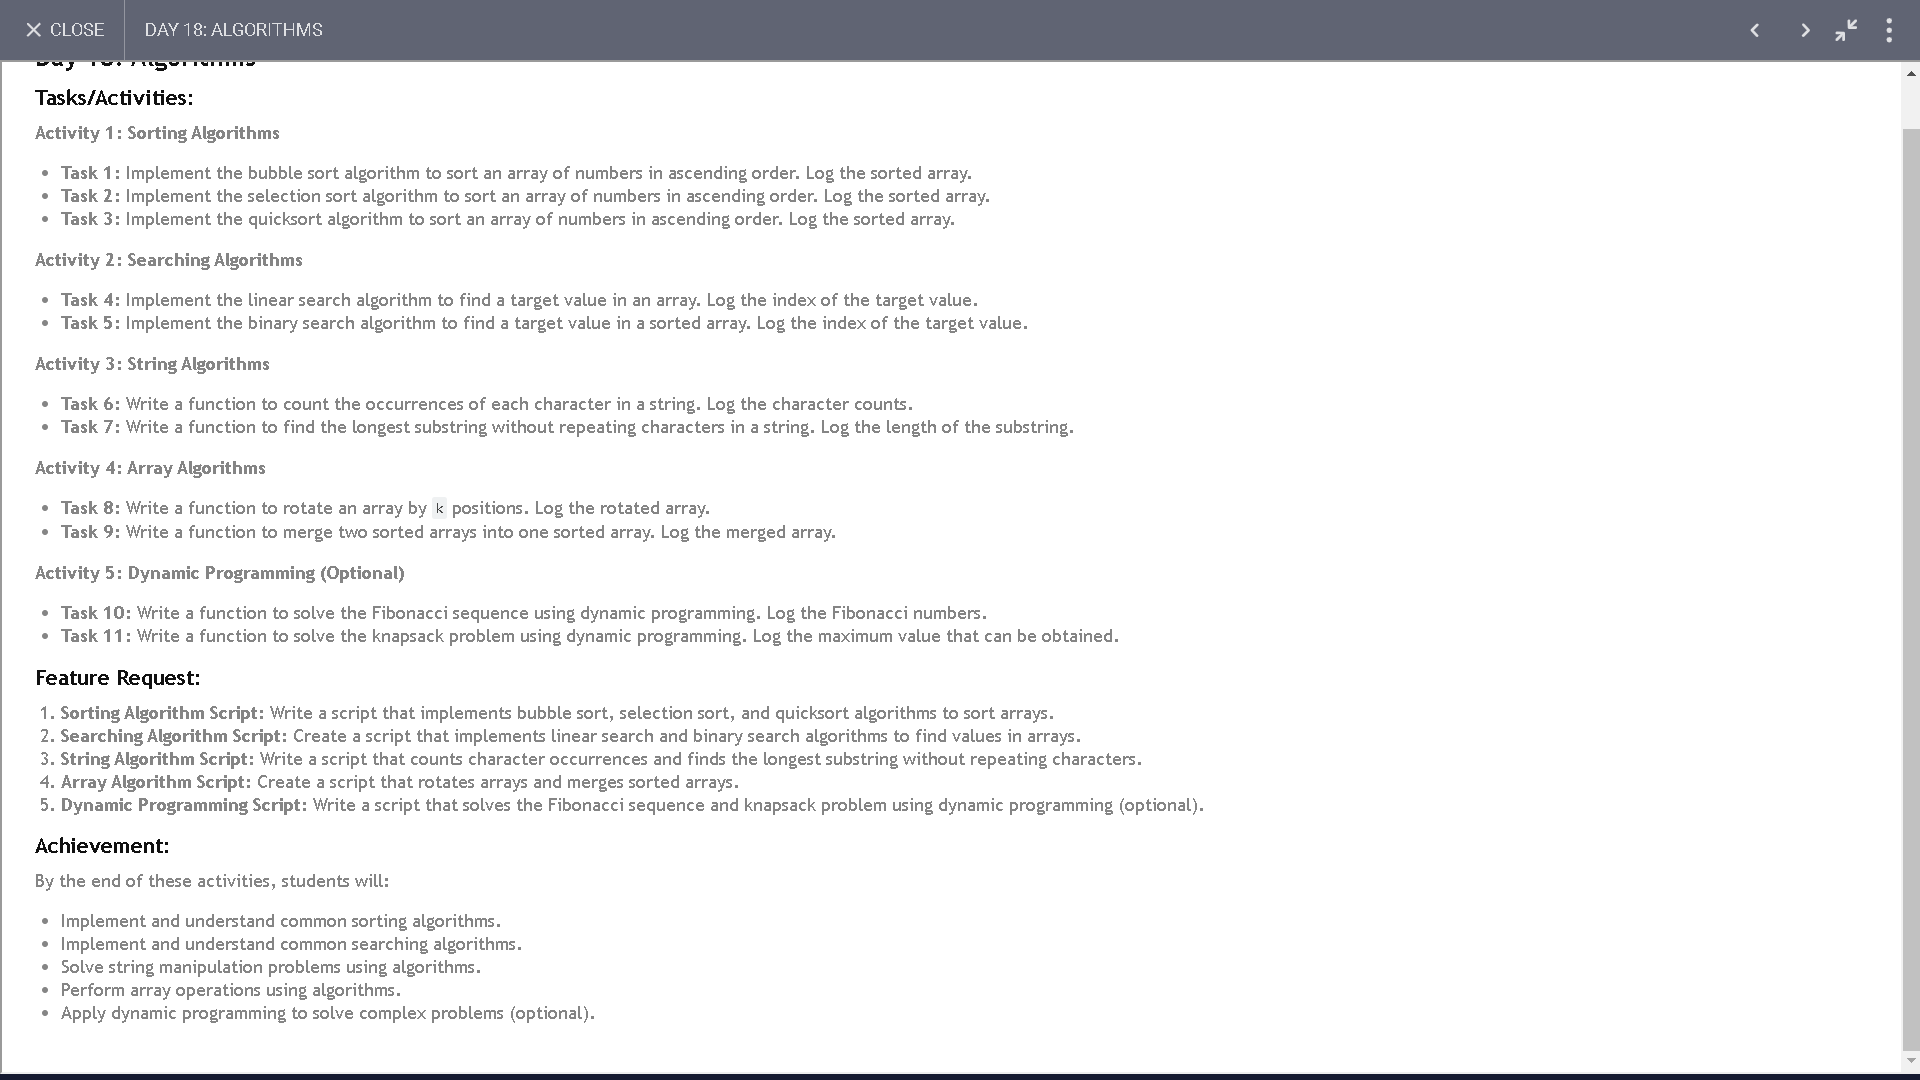 CLOSE
DAY 18: ALGORITHMS
Day 18: Algorithms
Tasks/Activities:
Activity 1: Sorting Algorithms
• Task 1: Implement the bubble sort algorithm to sort an array of numbers in ascending order. Log the sorted array.
• Task 2: Implement the selection sort algorithm to sort an array of numbers in ascending order. Log the sorted array.
• Task 3: Implement the quicksort algorithm to sort an array of numbers in ascending order. Log the sorted array.
Activity 2: Searching Algorithms
• Task 4: Implement the linear search algorithm to find a target value in an array. Log the index of the target value.
• Task 5: Implement the binary search algorithm to find a target value in a sorted array. Log the index of the target value.
Activity 3: String Algorithms
• Task 6: Write a function to count the occurrences of each character in a string. Log the character counts.
• Task 7: Write a function to find the longest substring without repeating characters in a string. Log the length of the substring.
Activity 4: Array Algorithms
• Task 8: Write a function to rotate an array by k positions. Log the rotated array.
• Task 9: Write a function to merge two sorted arrays into one sorted array. Log the merged array.
Activity 5: Dynamic Programming (Optional)
• Task 10: Write a function to solve the Fibonacci sequence using dynamic programming. Log the Fibonacci numbers.
• Task 11: Write a function to solve the knapsack problem using dynamic programming. Log the maximum value that can be obtained.
Feature Request:
1. Sorting Algorithm Script: Write a script that implements bubble sort, selection sort, and quicksort algorithms to sort arrays.
2. Searching Algorithm Script: Create a script that implements linear search and binary search algorithms to find values in arrays.
3. String Algorithm Script: Write a script that counts character occurrences and finds the longest substring without repeating characters.
4. Array Algorithm Script: Create a script that rotates arrays and merges sorted arrays.
5. Dynamic Programming Script: Write a script that solves the Fibonacci sequence and knapsack problem using dynamic programming (optional).
Achievement:
By the end of these activities, students will:
• Implement and understand common sorting algorithms.
• Implement and understand common searching algorithms.
• Solve string manipulation problems using algorithms.
• Perform array operations using algorithms.
• Apply dynamic programming to solve complex problems (optional).